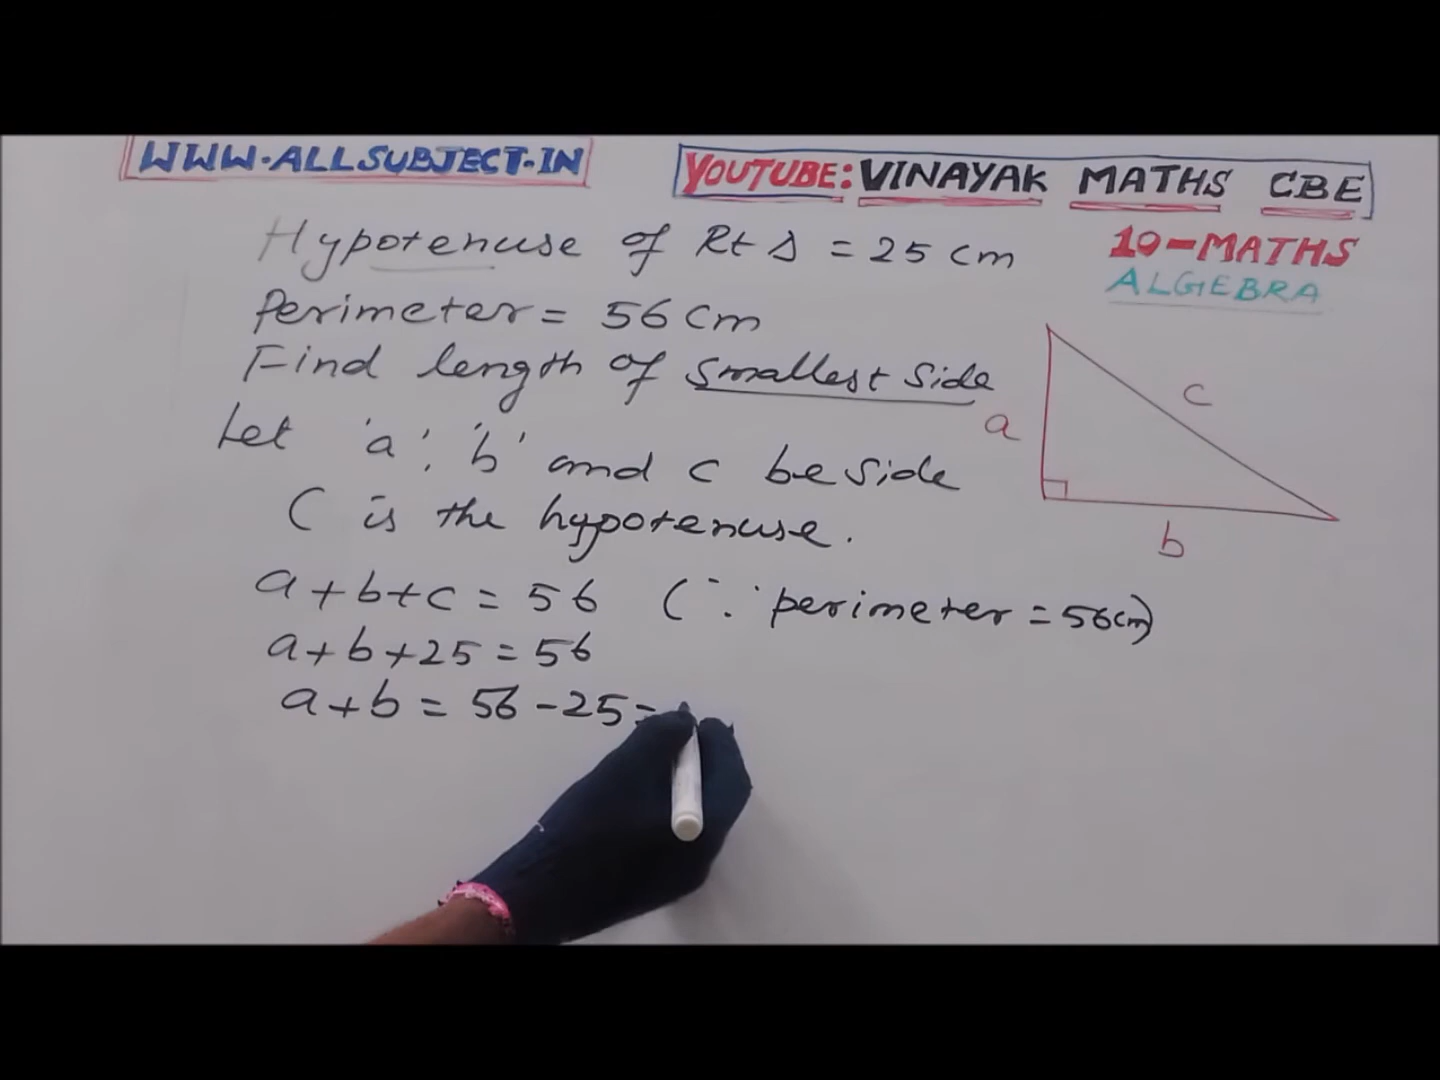 WWW.ALLSUBJECT.IN
YOUTUBE: VINAYAK MATHS CBE
10-MATHS
ALGEBRA
Hypotenuse of Rt Δ = 25 cm
Perimeter = 56 cm
Find length of smallest side
Let 'a', 'b' and c be side
C is the hypotenuse.
a + b + c = 56 (∵ perimeter = 56cm)
a + b + 25 = 56
a + b = 56 - 25 =
a
c
b